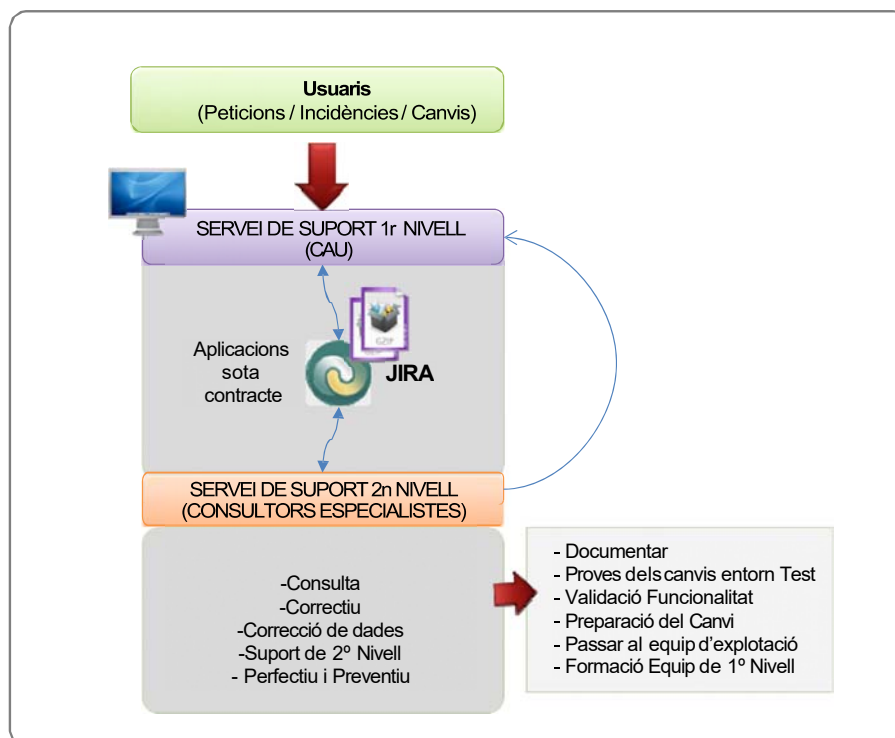 Usuaris
(Peticions / Incidències / Canvis)
SERVEI DE SUPORT 1r NIVELL
(CAU)
GZIP
Aplicacions
sota
contracte
JIRA
SERVEI DE SUPORT 2n NIVELL
(CONSULTORS ESPECIALISTES)
-Consulta
-Correctiu
-Correcció de dades
-Suport de 2º Nivell
- Perfectiu i Preventiu
- Documentar
- Proves dels canvis entorn Test
- Validació Funcionalitat
- Preparació del Canvi
- Passar al equip d’explotació
- Formació Equip de 1º Nivell